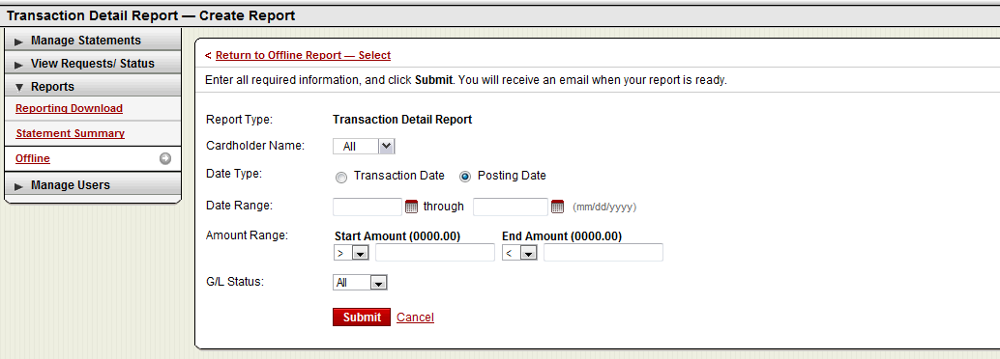 Transaction Detail Report — Create Report
Manage Statements
View Requests/ Status
Reports
Reporting Download
Statement Summary
Offline
Manage Users
< Return to Offline Report — Select
Enter all required information, and click Submit. You will receive an email when your report is ready.
Report Type: Transaction Detail Report
Cardholder Name: All
Date Type: Transaction Date Posting Date
Date Range: through (mm/dd/yyyy)
Amount Range: Start Amount (0000.00) End Amount (0000.00)
> <
G/L Status: All
Submit Cancel